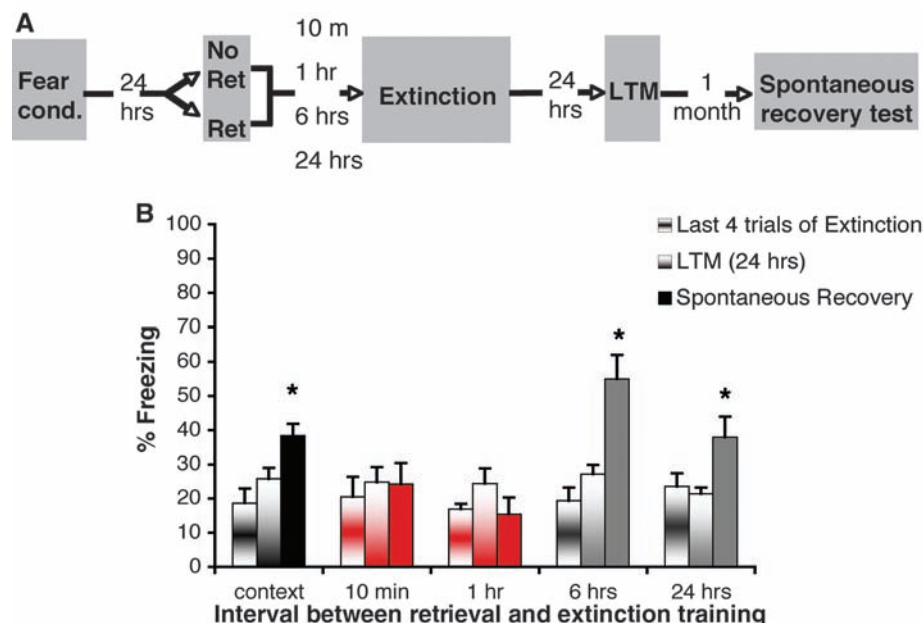 A
Fear
cond.
24
hrs
No
Ret
Ret
10 m
1 hr
6 hrs
24 hrs
Extinction
24
hrs
LTM
1
month
Spontaneous
recovery test
B
Last 4 trials of Extinction
LTM (24 hrs)
Spontaneous Recovery
% Freezing
100
90
80
70
60
50
40
30
20
10
0
*
*
*
context 10 min 1 hr 6 hrs 24 hrs
Interval between retrieval and extinction training